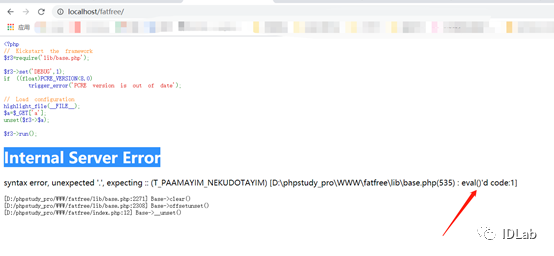 localhost/fatfree/
应用
<?php
// Kickstart the framework
$f3=require('lib/base.php');
$f3->set('DEBUG',1);
if ((float)PCRE_VERSION<8.0)
trigger_error('PCRE version is out of date');
// Load configuration
highlight_file(__FILE__);
$a=$_GET['a'];
unset($f3->$a);
$f3->run();
Internal Server Error
syntax error, unexpected '.', expecting :: (T_PAAMAYIM_NEKUDOTAYIM) [D:\phpstudy_pro\WWW\fatfree\lib\base.php(535) : eval()'d code:1]
[D:/phpstudy_pro/WWW/fatfree/lib/base.php:2271] Base->clear()
[D:/phpstudy_pro/WWW/fatfree/lib/base.php:2303] Base->offsetunset()
[D:/phpstudy_pro/WWW/fatfree/index.php:12] Base->__unset()
IDLab